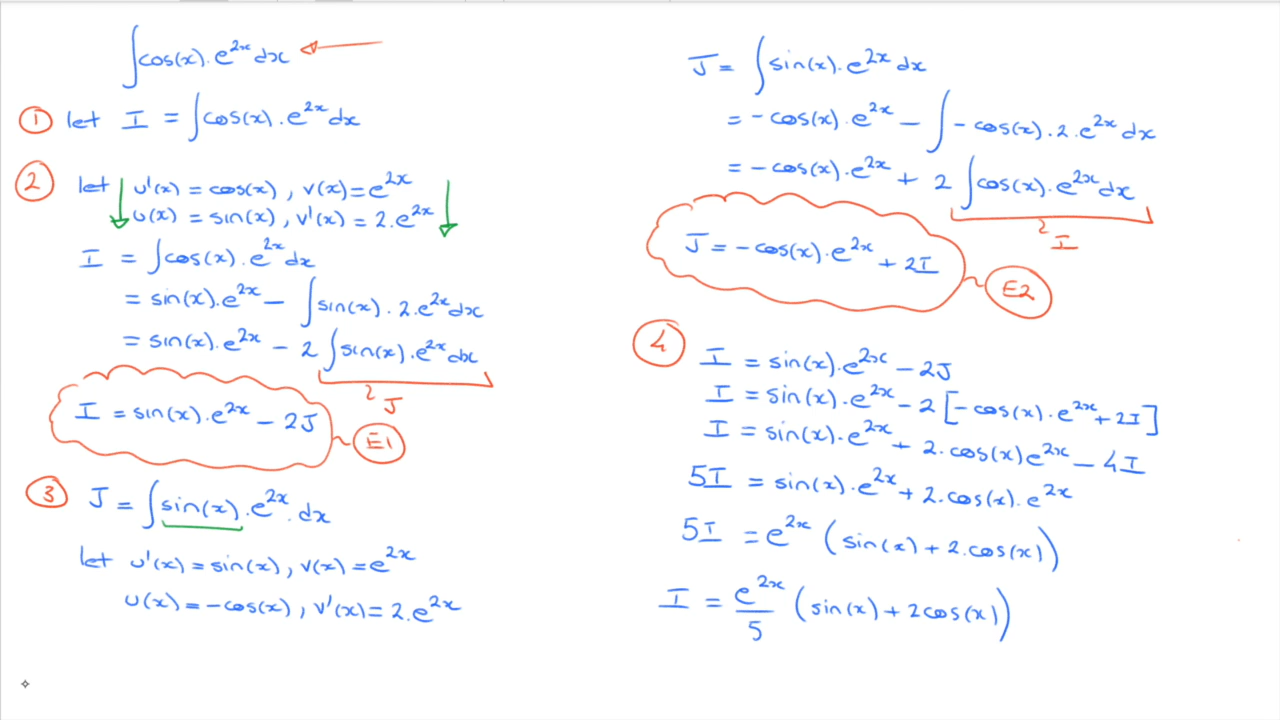 ∫cos(x).e^{2x}dx
① let I = ∫cos(x).e^{2x}dx
② let u'(x) = cos(x), v(x)=e^{2x}
u(x) = sin(x), v'(x) = 2.e^{2x}
I = ∫cos(x).e^{2x}dx
= sin(x).e^{2x} - ∫sin(x).2.e^{2x}dx
= sin(x).e^{2x} - 2∫sin(x).e^{2x}dx
J
I = sin(x).e^{2x} - 2J
E1
③ J = ∫sin(x).e^{2x}.dx
let u'(x) = sin(x), v(x) = e^{2x}
u(x) = -cos(x), v'(x) = 2.e^{2x}
J = ∫sin(x).e^{2x}dx
= -cos(x).e^{2x} - ∫-cos(x).2.e^{2x}dx
= -cos(x).e^{2x} + 2∫cos(x).e^{2x}dx
I
J = -cos(x).e^{2x} + 2I
E2
④ I = sin(x).e^{2x} - 2J
I = sin(x).e^{2x} - 2[-cos(x).e^{2x} + 2I]
I = sin(x).e^{2x} + 2.cos(x)e^{2x} - 4I
5I = sin(x).e^{2x} + 2.cos(x).e^{2x}
5I = e^{2x}(sin(x) + 2.cos(x))
I = e^{2x}/5 (sin(x) + 2cos(x))